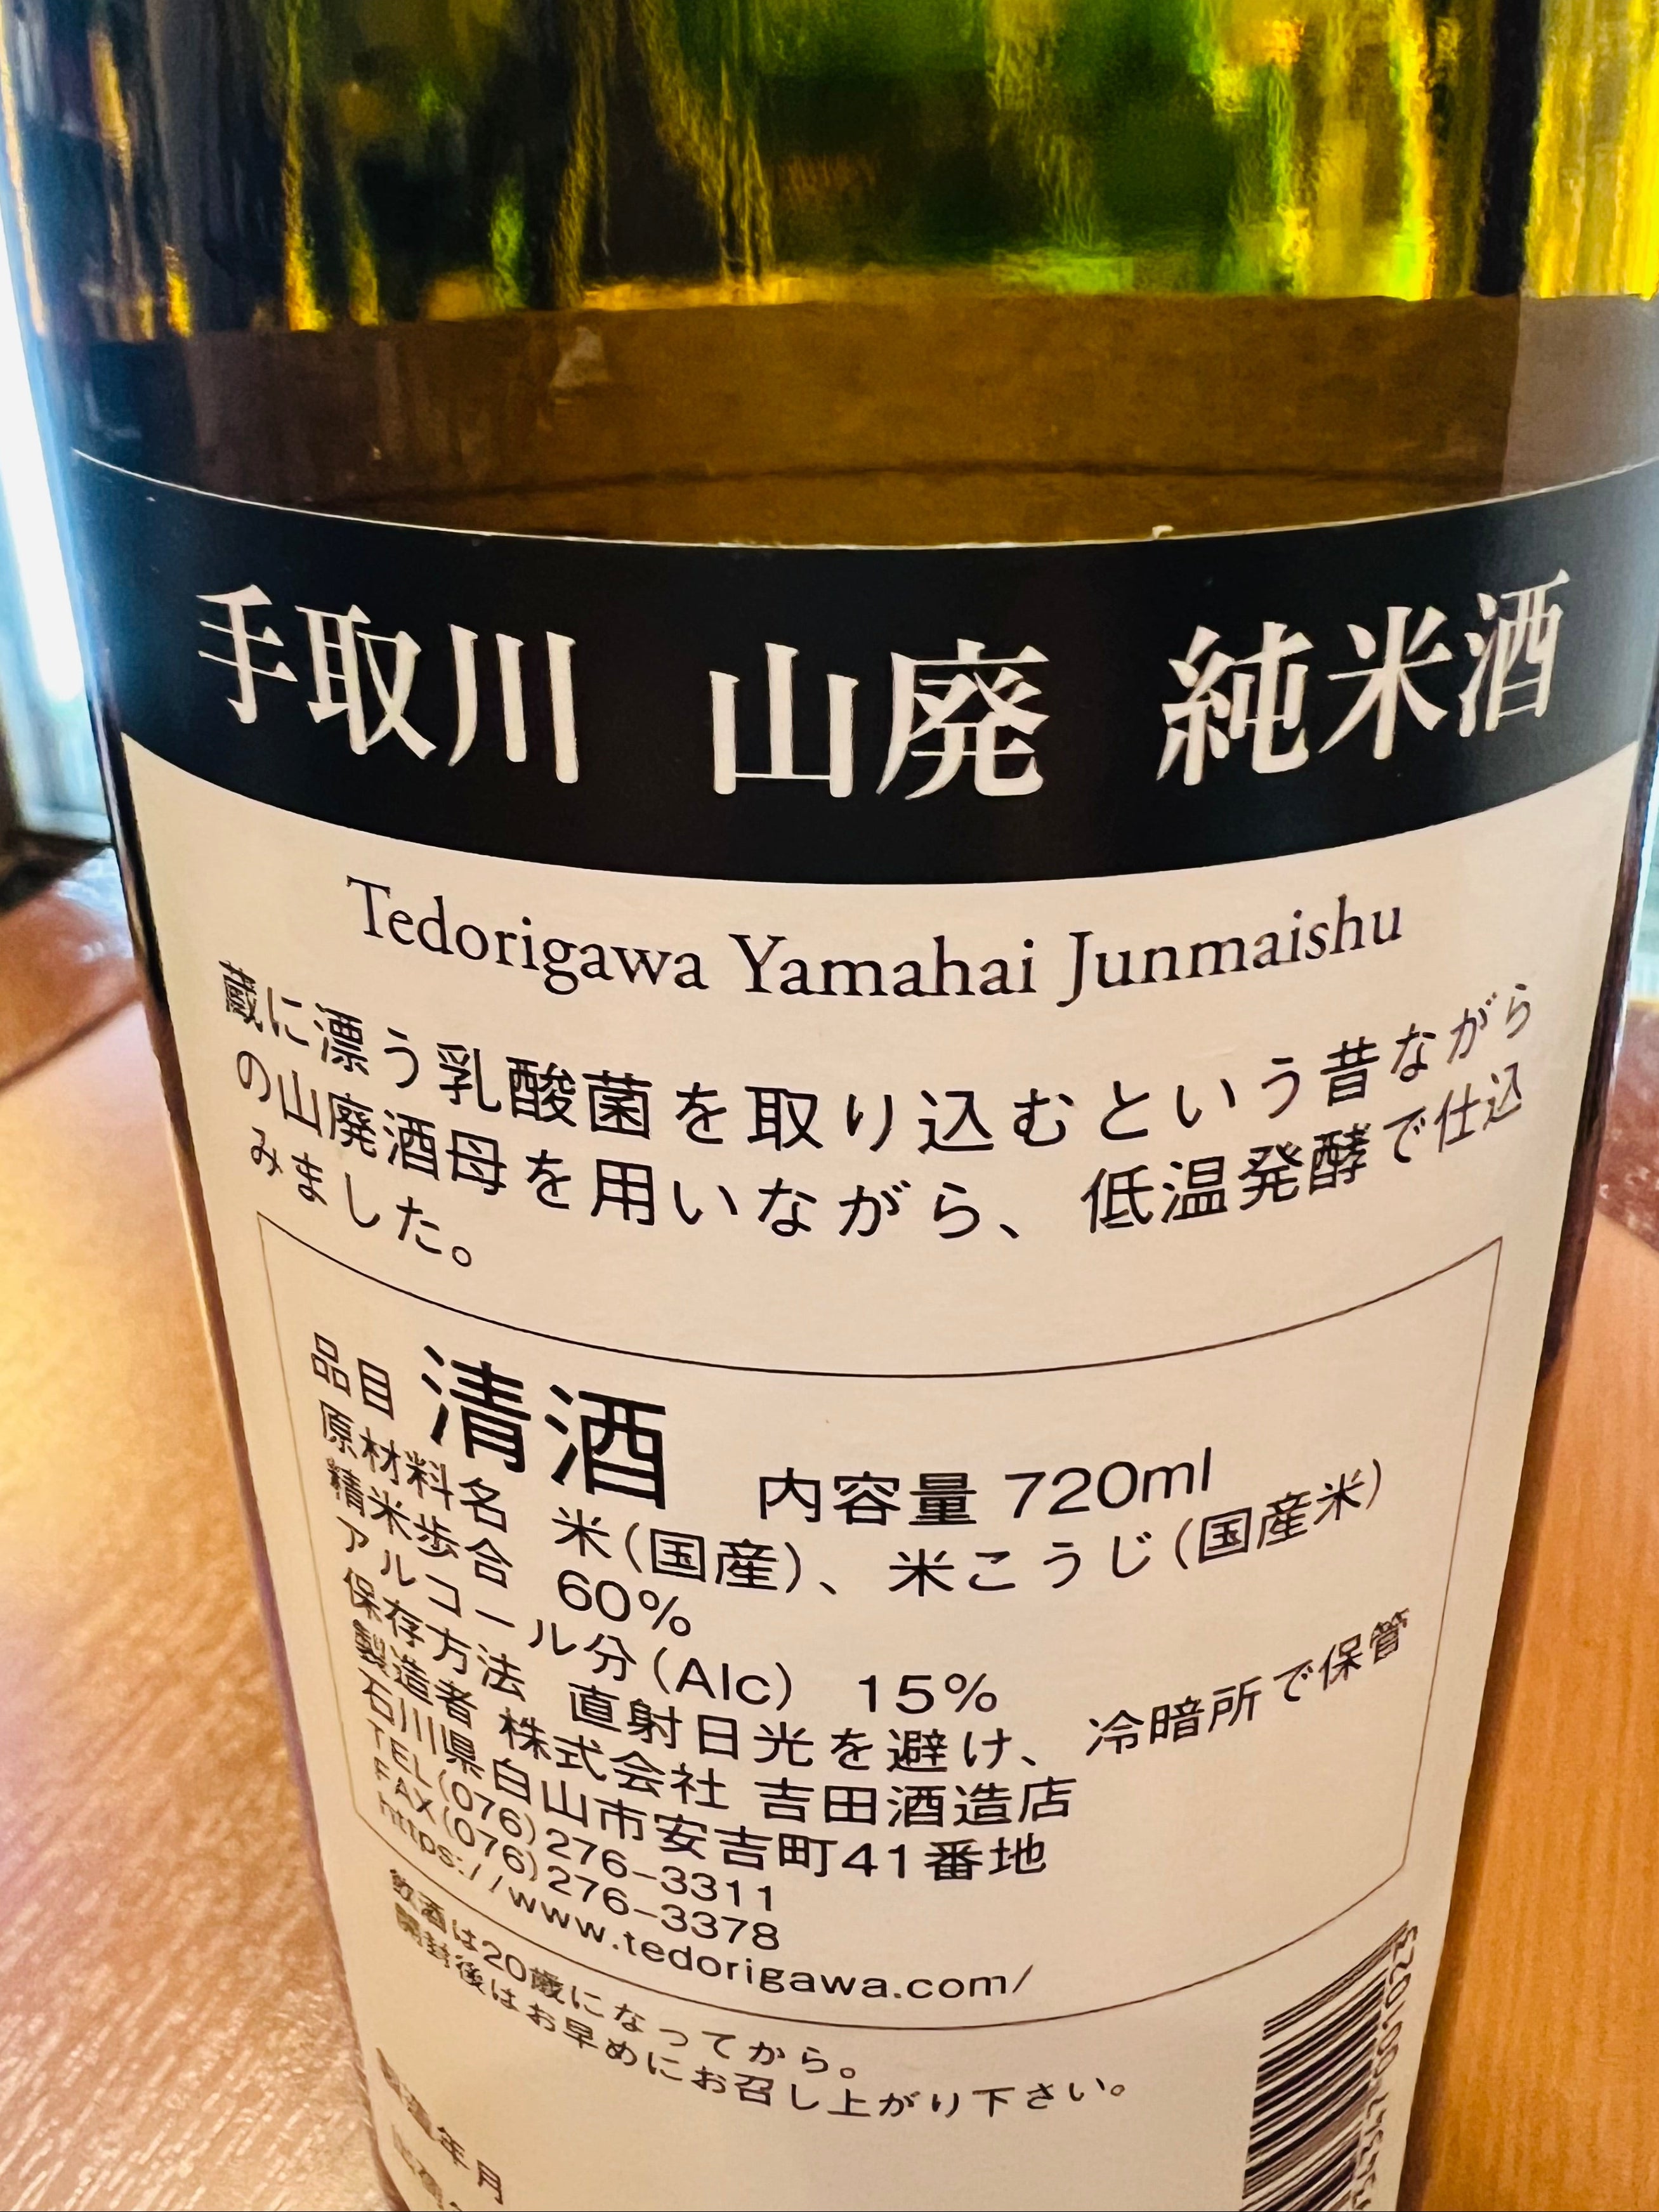 手取川 山廃 純米酒
Tedorigawa Yamahai Junmaishu
蔵に漂う乳酸菌を取り込むという昔ながら
の山廃酒母を用いながら、低温発酵で仕込
みました。
品目 清酒 内容量 720ml
原材料名 米(国産)、米こうじ(国産米)
精米歩合 60%
アルコール分(Alc) 15%
保存方法 直射日光を避け、冷暗所で保管
製造者 株式会社 吉田酒造店
石川県白山市安吉町41番地
TEL(076)276-3311
FAX(076)276-3378
https://www.tedorigawa.com/
飲酒は20歳になってから。
開封後はお早めにお召し上がり下さい。
年月